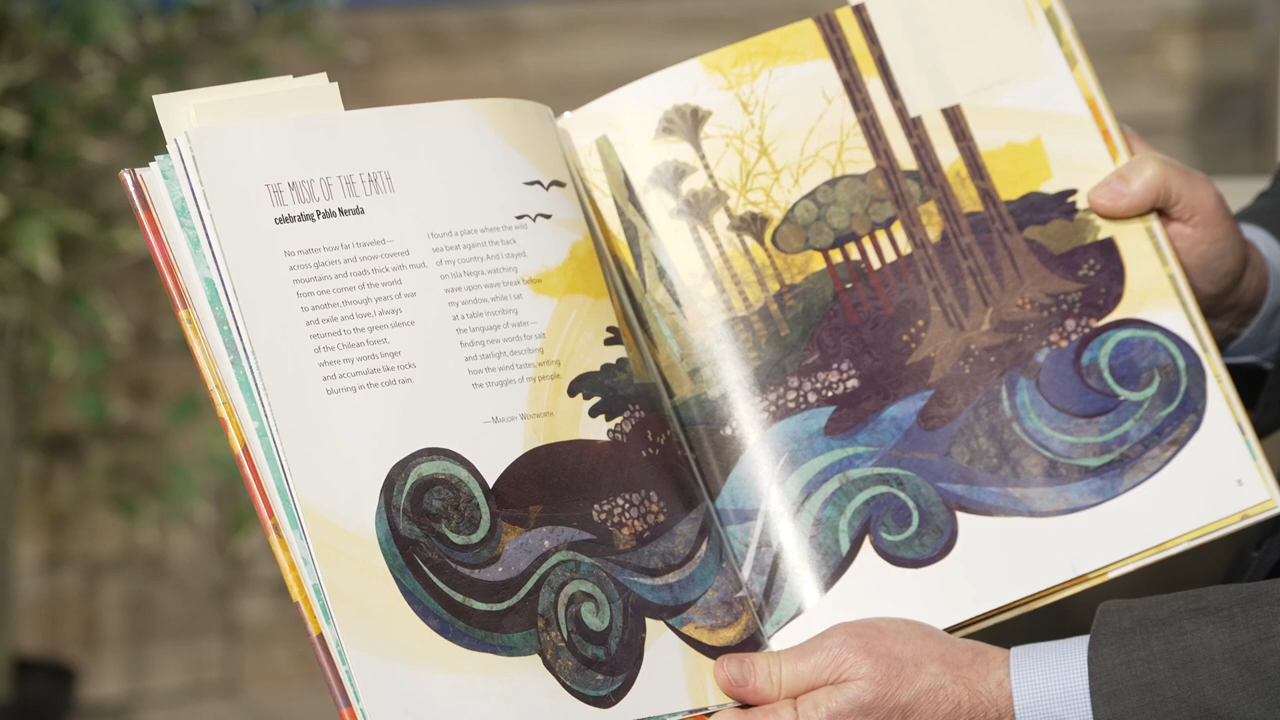 THE MUSIC OF THE EARTH
celebrating Pablo Neruda
No matter how far I traveled—
across glaciers and snow-covered
mountains and roads thick with mud,
from one corner of the world
to another, through years of war
and exile and love, I always
returned to the green silence
of the Chilean forest,
where my words linger
and accumulate like rocks
blurring in the cold rain.
I found a place where the wild
sea beat against the back
of my country. And I stayed,
on Isla Negra, watching
wave upon wave break below
my window, while I sat
at a table inscribing
the language of water—
finding new words for salt
and starlight, describing
how the wind tastes, writing
the struggles of my people.
— Marjory Wentworth